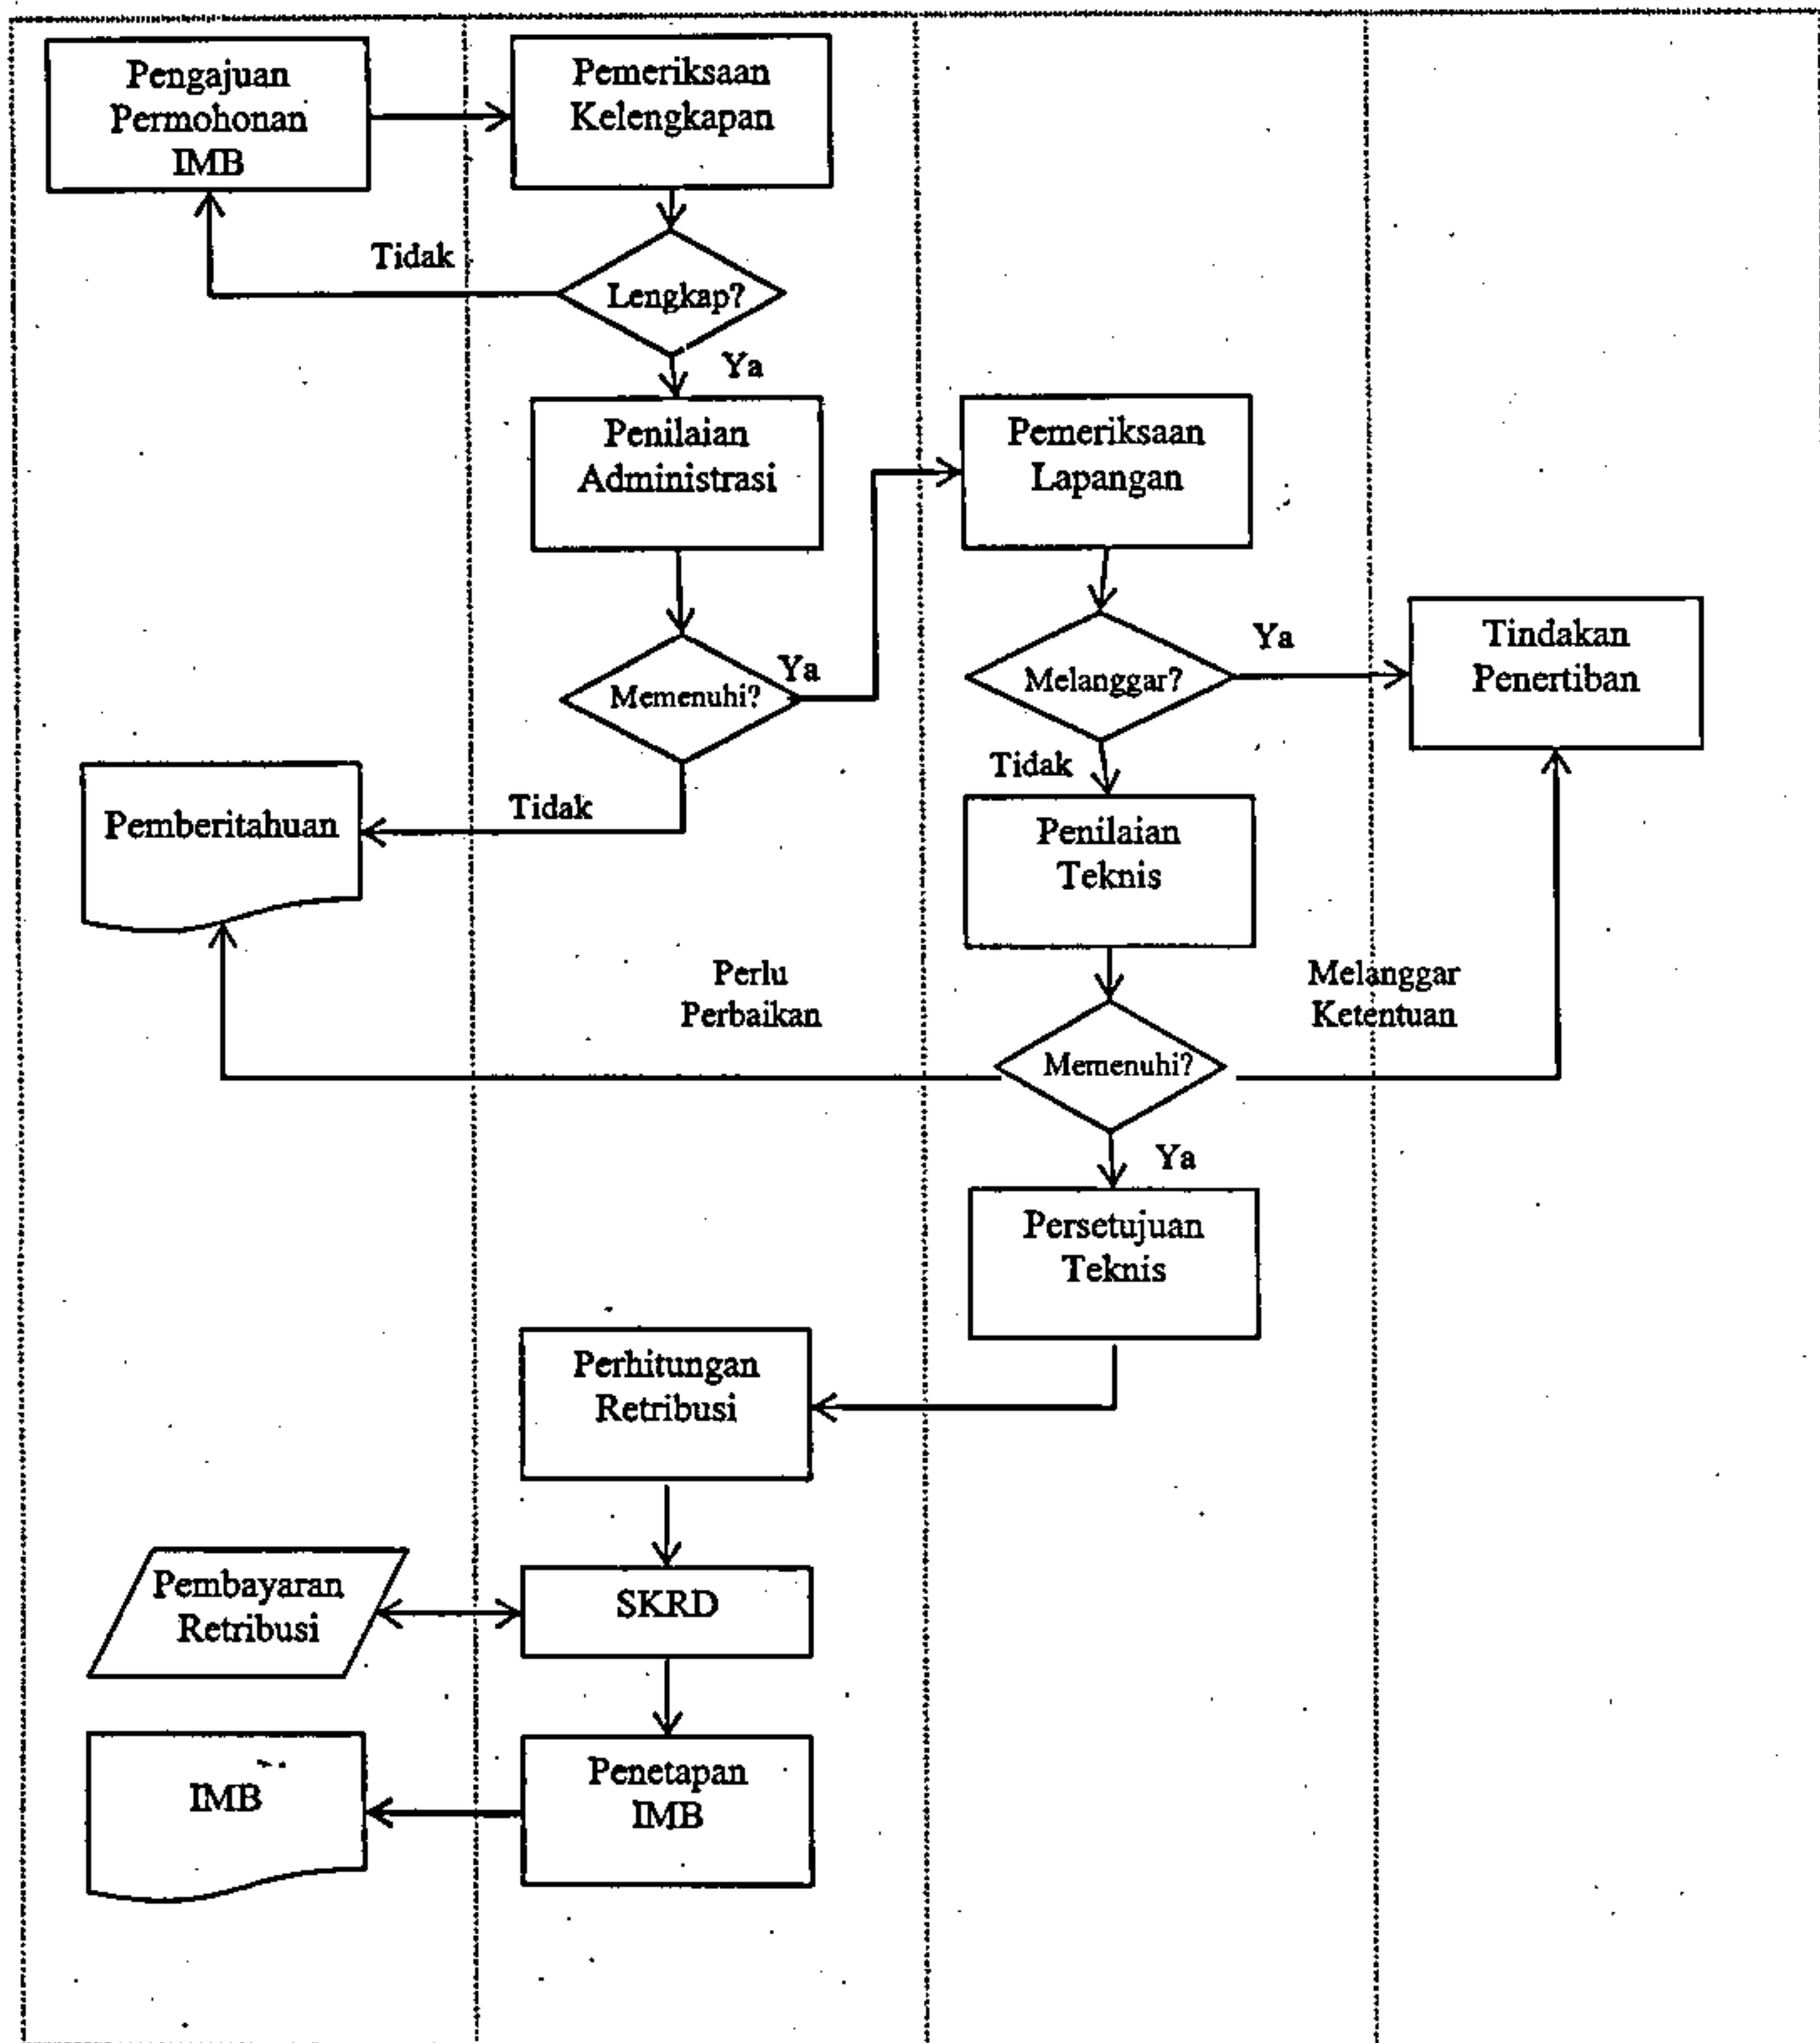 Pengajuan
Permohonan
IMB
Pemeriksaan
Kelengkapan
Tidak
Lengkap?
Ya
Penilaian
Administrasi
Pemeriksaan
Lapangan
Memenuhi?
Ya
Melanggar?
Ya
Tindakan
Penertiban
Tidak
Pemberitahuan
Tidak
Penilaian
Teknis
Perlu
Perbaikan
Melanggar
Ketentuan
Memenuhi?
Ya
Persetujuan
Teknis
Perhitungan
Retribusi
Pembayaran
Retribusi
SKRD
IMB
Penetapan
IMB